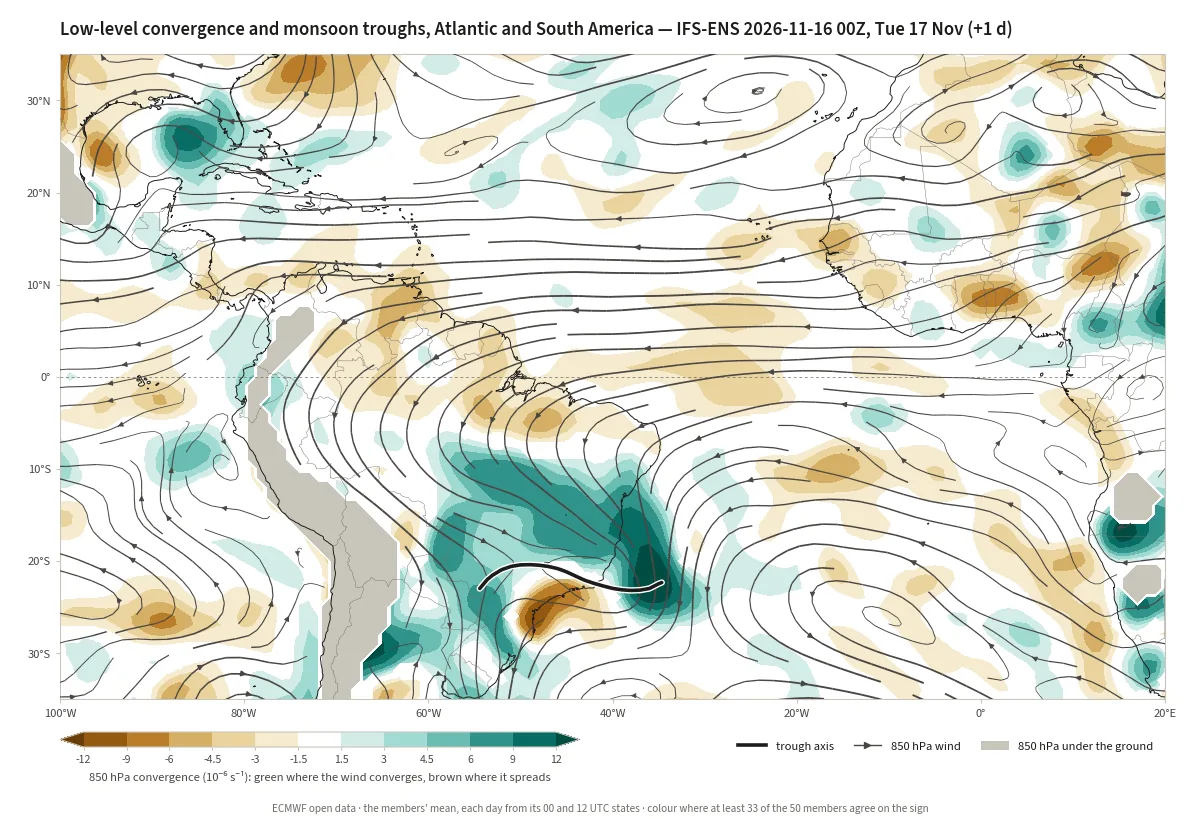 Low-level convergence and monsoon troughs, Atlantic and South America — IFS-ENS 2026-11-16 00Z, Tue 17 Nov (+1 d)
30°N
20°N
10°N
0°
10°S
20°S
30°S
100°W 80°W 60°W 40°W 20°W 0° 20°E
-12 -9 -6 -4.5 -3 -1.5 1.5 3 4.5 6 9 12
850 hPa convergence (10⁻⁶ s⁻¹): green where the wind converges, brown where it spreads
trough axis 850 hPa wind 850 hPa under the ground
ECMWF open data · the members' mean, each day from its 00 and 12 UTC states · colour where at least 33 of the 50 members agree on the sign